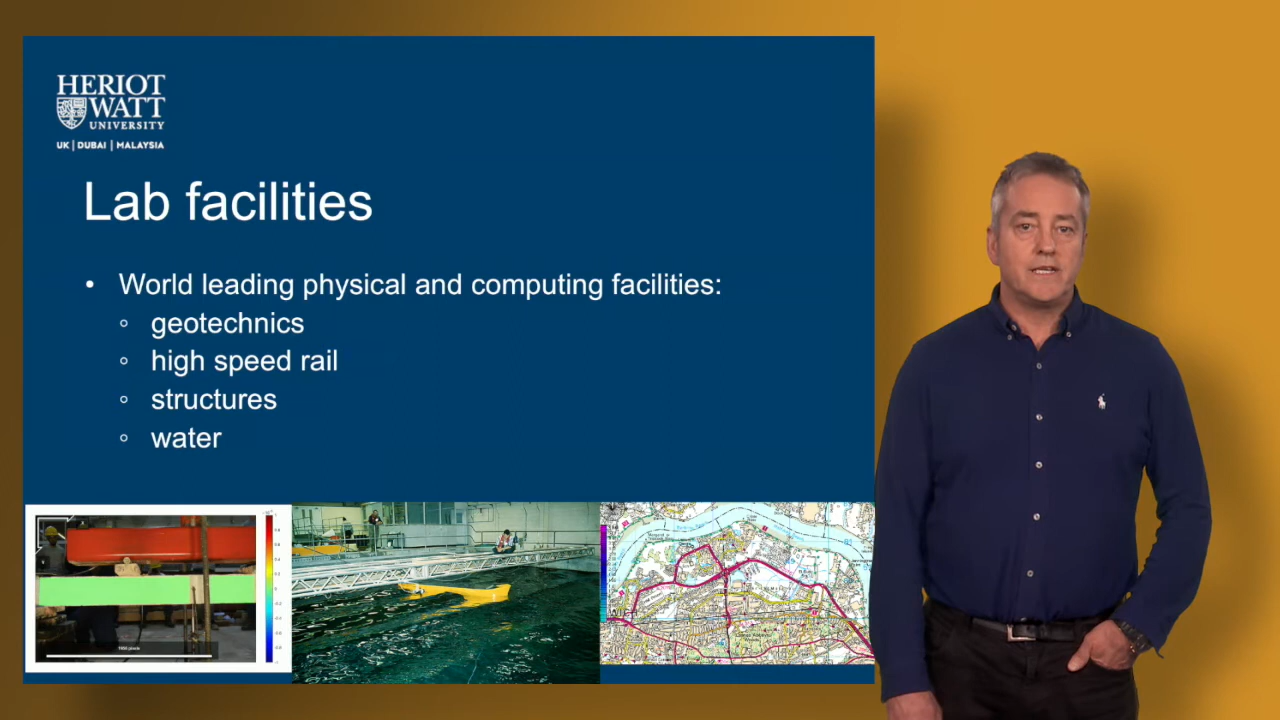 HERIOT
WATT
UNIVERSITY
UK | DUBAI | MALAYSIA
Lab facilities
• World leading physical and computing facilities:
◦ geotechnics
◦ high speed rail
◦ structures
◦ water